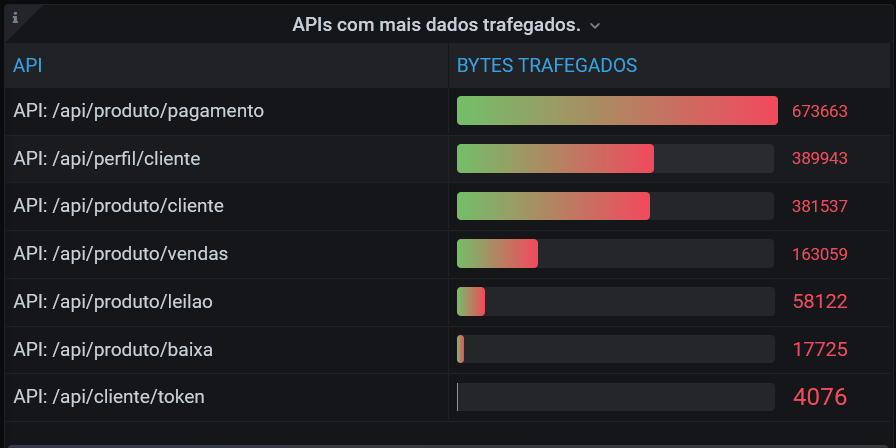 i
APIs com mais dados trafegados.
API BYTES TRAFEGADOS
API: /api/produto/pagamento 673663
API: /api/perfil/cliente 389943
API: /api/produto/cliente 381537
API: /api/produto/vendas 163059
API: /api/produto/leilao 58122
API: /api/produto/baixa 17725
API: /api/cliente/token 4076